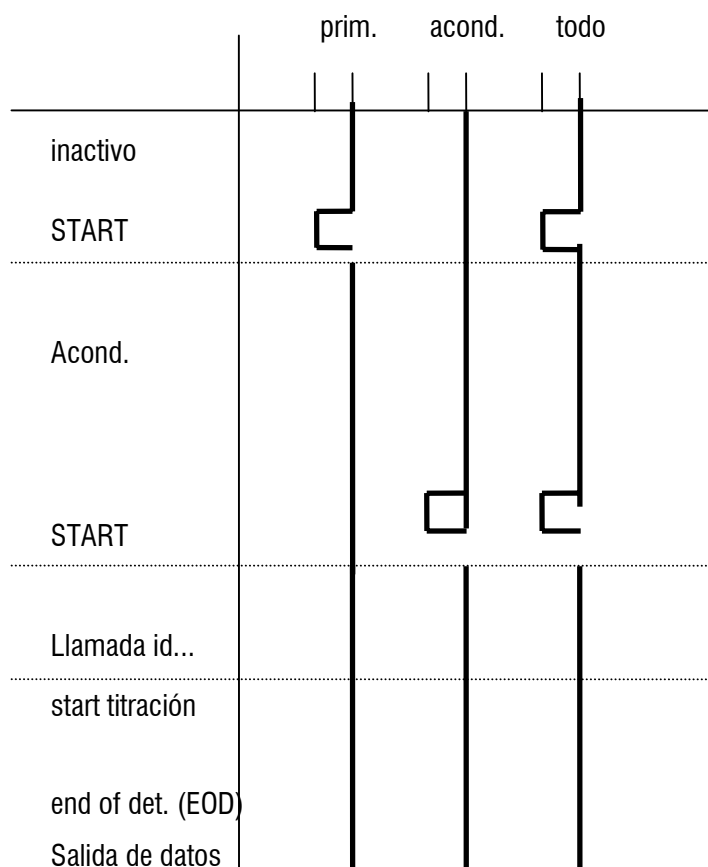 prim. acond. todo
inactivo
START
Acond.
START
Llamada id...
start titración
end of det. (EOD)
Salida de datos